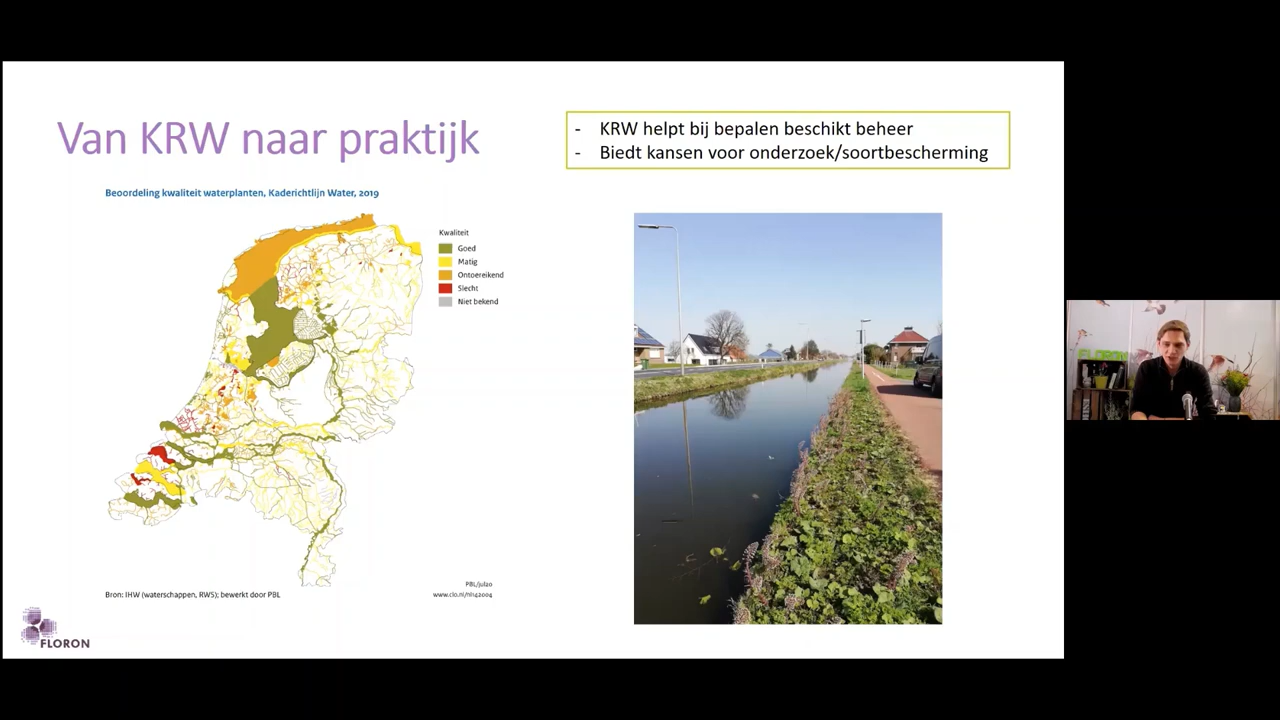 Van KRW naar praktijk
- KRW helpt bij bepalen beschikt beheer
- Biedt kansen voor onderzoek/soortbescherming
Beoordeling kwaliteit waterplanten, Kaderichtlijn Water, 2019
Kwaliteit
Goed
Matig
Ontoereikend
Slecht
Niet bekend
PBL/jul20
Bron: IHW (waterschappen, RWS); bewerkt door PBL
www.clo.nl/nl142004
FLORON
FLORON